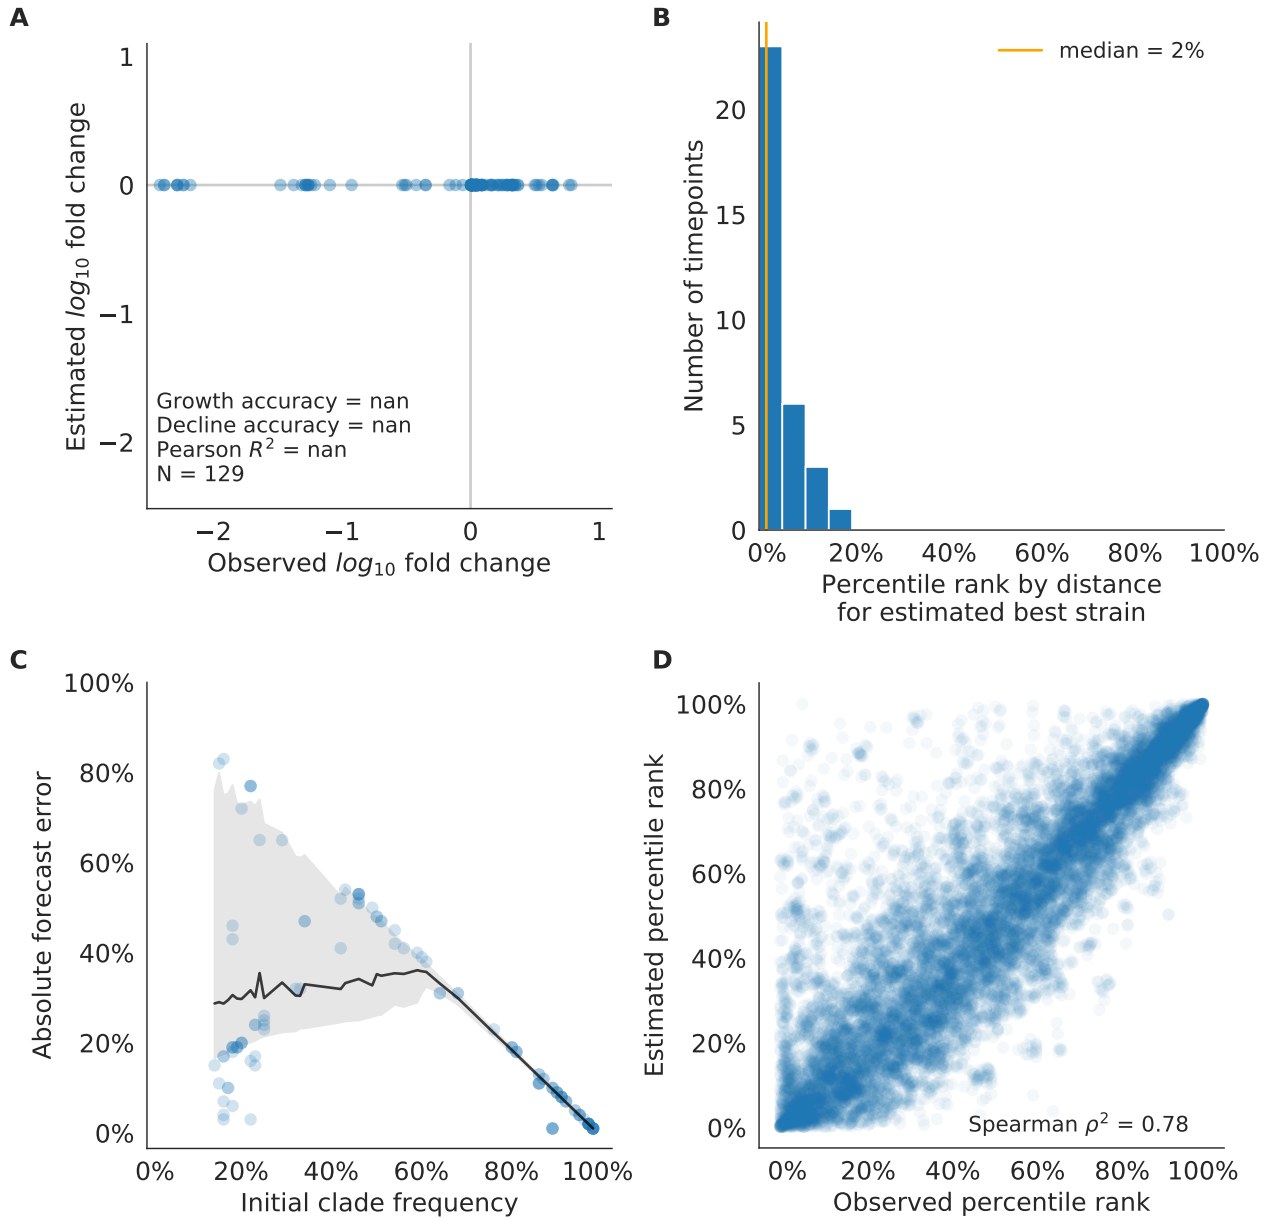 A
1
0
−1
−2
Estimated log10 fold change
Growth accuracy = nan
Decline accuracy = nan
Pearson R² = nan
N = 129
−2 −1 0 1
Observed log10 fold change
B
median = 2%
20
15
10
5
0
Number of timepoints
0% 20% 40% 60% 80% 100%
Percentile rank by distance
for estimated best strain
C
100%
80%
60%
40%
20%
0%
Absolute forecast error
0% 20% 40% 60% 80% 100%
Initial clade frequency
D
100%
80%
60%
40%
20%
0%
Estimated percentile rank
Spearman ρ² = 0.78
0% 20% 40% 60% 80% 100%
Observed percentile rank